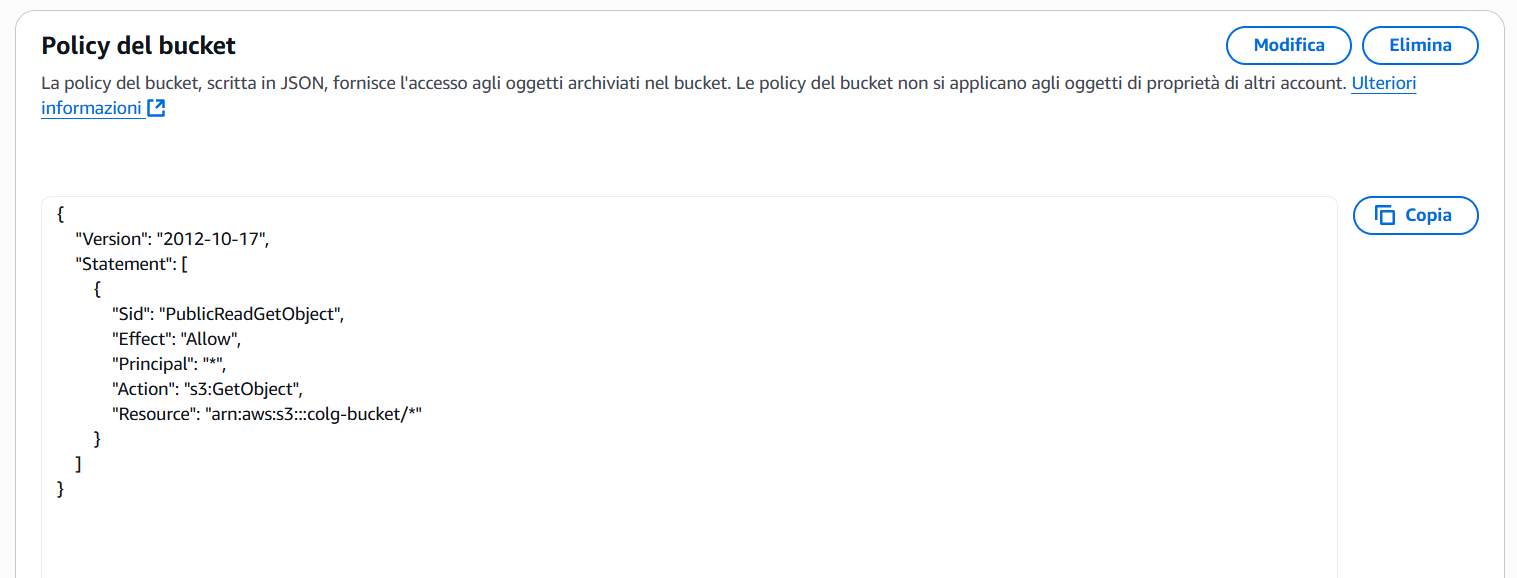 Policy del bucket
Modifica
Elimina
La policy del bucket, scritta in JSON, fornisce l'accesso agli oggetti archiviati nel bucket. Le policy del bucket non si applicano agli oggetti di proprietà di altri account. Ulteriori
informazioni
Copia
{
"Version": "2012-10-17",
"Statement": [
{
"Sid": "PublicReadGetObject",
"Effect": "Allow",
"Principal": "*",
"Action": "s3:GetObject",
"Resource": "arn:aws:s3:::colg-bucket/*"
}
]
}